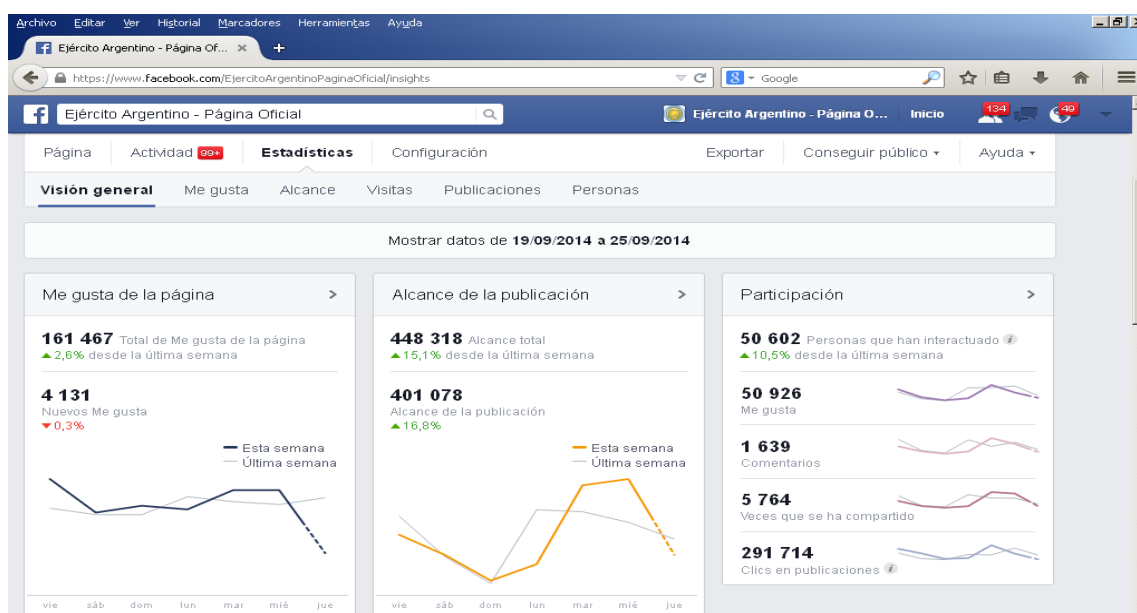 Archivo Editar Ver Historial Marcadores Herramientas Ayuda
Ejército Argentino - Página Of... × +
https://www.facebook.com/EjercitoArgentinoPaginaOficial/insights Google
Ejército Argentino - Página Oficial Ejército Argentino - Página O... Inicio 134 49
Página Actividad 99+ Estadísticas Configuración Exportar Conseguir público Ayuda
Visión general Me gusta Alcance Visitas Publicaciones Personas
Mostrar datos de 19/09/2014 a 25/09/2014
Me gusta de la página >
161 467 Total de Me gusta de la página
2,6% desde la última semana
4 131
Nuevos Me gusta
0,3%
Esta semana
Última semana
vie sáb dom lun mar mié jue
Alcance de la publicación >
448 318 Alcance total
15,1% desde la última semana
401 078
Alcance de la publicación
16,8%
Esta semana
Última semana
vie sáb dom lun mar mié jue
Participación >
50 602 Personas que han interactuado i
10,5% desde la última semana
50 926
Me gusta
1 639
Comentarios
5 764
Veces que se ha compartido
291 714
Clics en publicaciones i